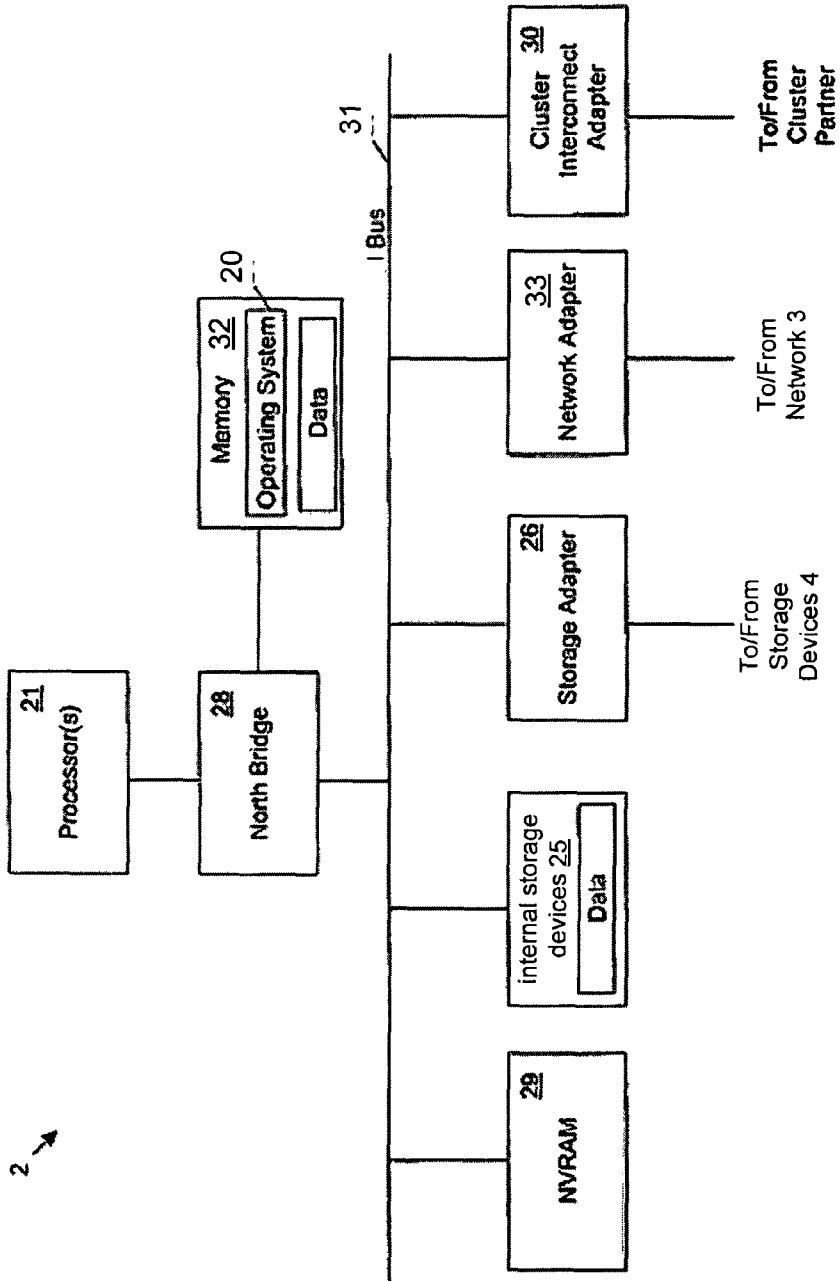 2
Processor(s)
21
North Bridge
28
Memory
32
Operating System
20
Data
I Bus
31
NVRAM
29
internal storage
devices 25
Data
Storage Adapter
26
To/From
Storage
Devices 4
Network Adapter
33
To/From
Network 3
Cluster
Interconnect
Adapter
30
To/From
Cluster
Partner